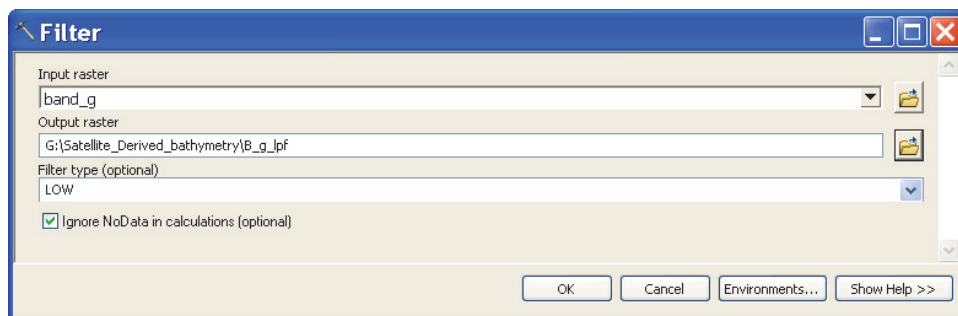 Filter
Input raster
band_g
Output raster
G:\Satellite_Derived_bathymetry\B_g_lpf
Filter type (optional)
LOW
Ignore NoData in calculations (optional)
OK Cancel Environments... Show Help >>